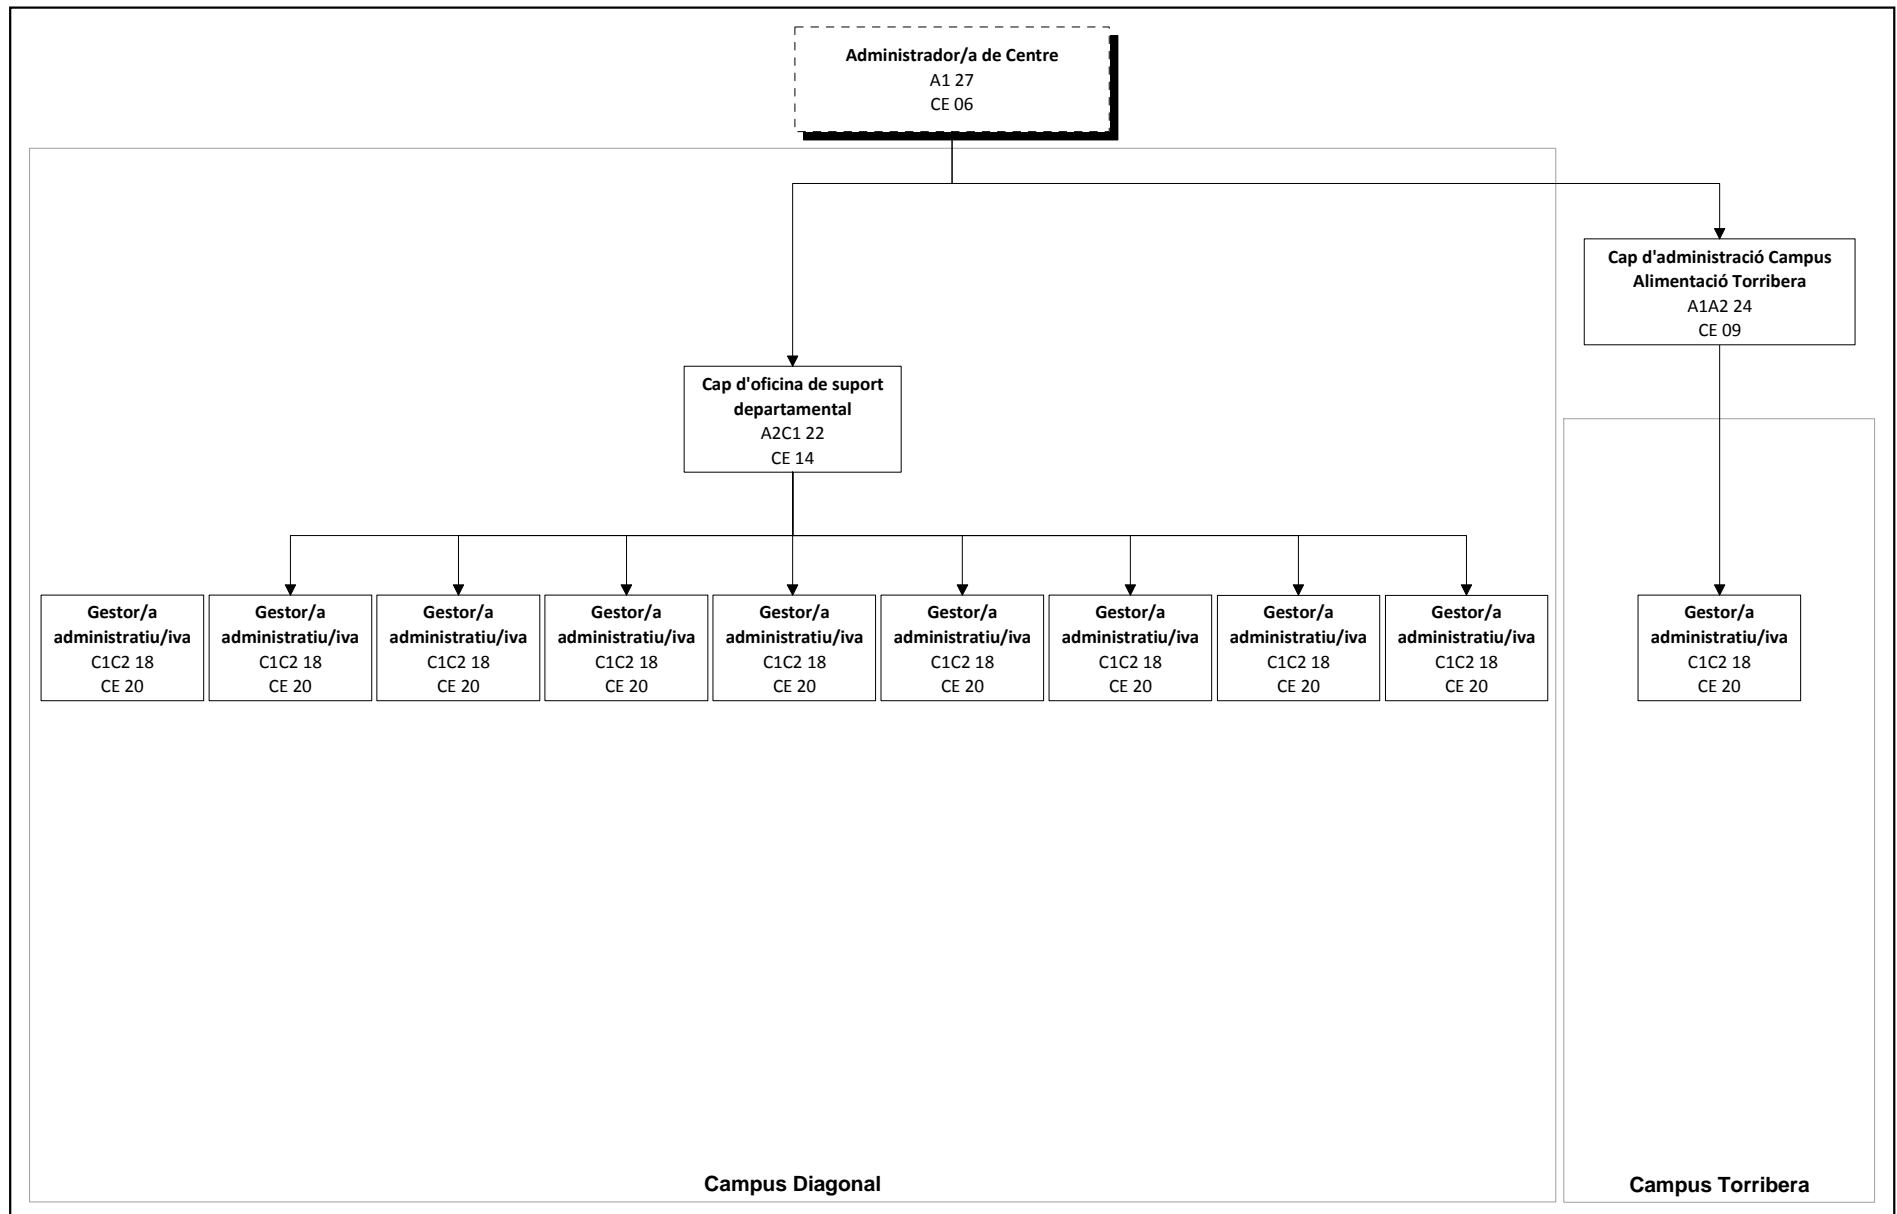 Administrador/a de Centre
A1 27
CE 06
Cap d'administració Campus
Alimentació Torribera
A1A2 24
CE 09
Cap d'oficina de suport
departamental
A2C1 22
CE 14
Gestor/a
administratiu/iva
C1C2 18
CE 20
Gestor/a
administratiu/iva
C1C2 18
CE 20
Gestor/a
administratiu/iva
C1C2 18
CE 20
Gestor/a
administratiu/iva
C1C2 18
CE 20
Gestor/a
administratiu/iva
C1C2 18
CE 20
Gestor/a
administratiu/iva
C1C2 18
CE 20
Gestor/a
administratiu/iva
C1C2 18
CE 20
Gestor/a
administratiu/iva
C1C2 18
CE 20
Gestor/a
administratiu/iva
C1C2 18
CE 20
Gestor/a
administratiu/iva
C1C2 18
CE 20
Campus Diagonal
Campus Torribera